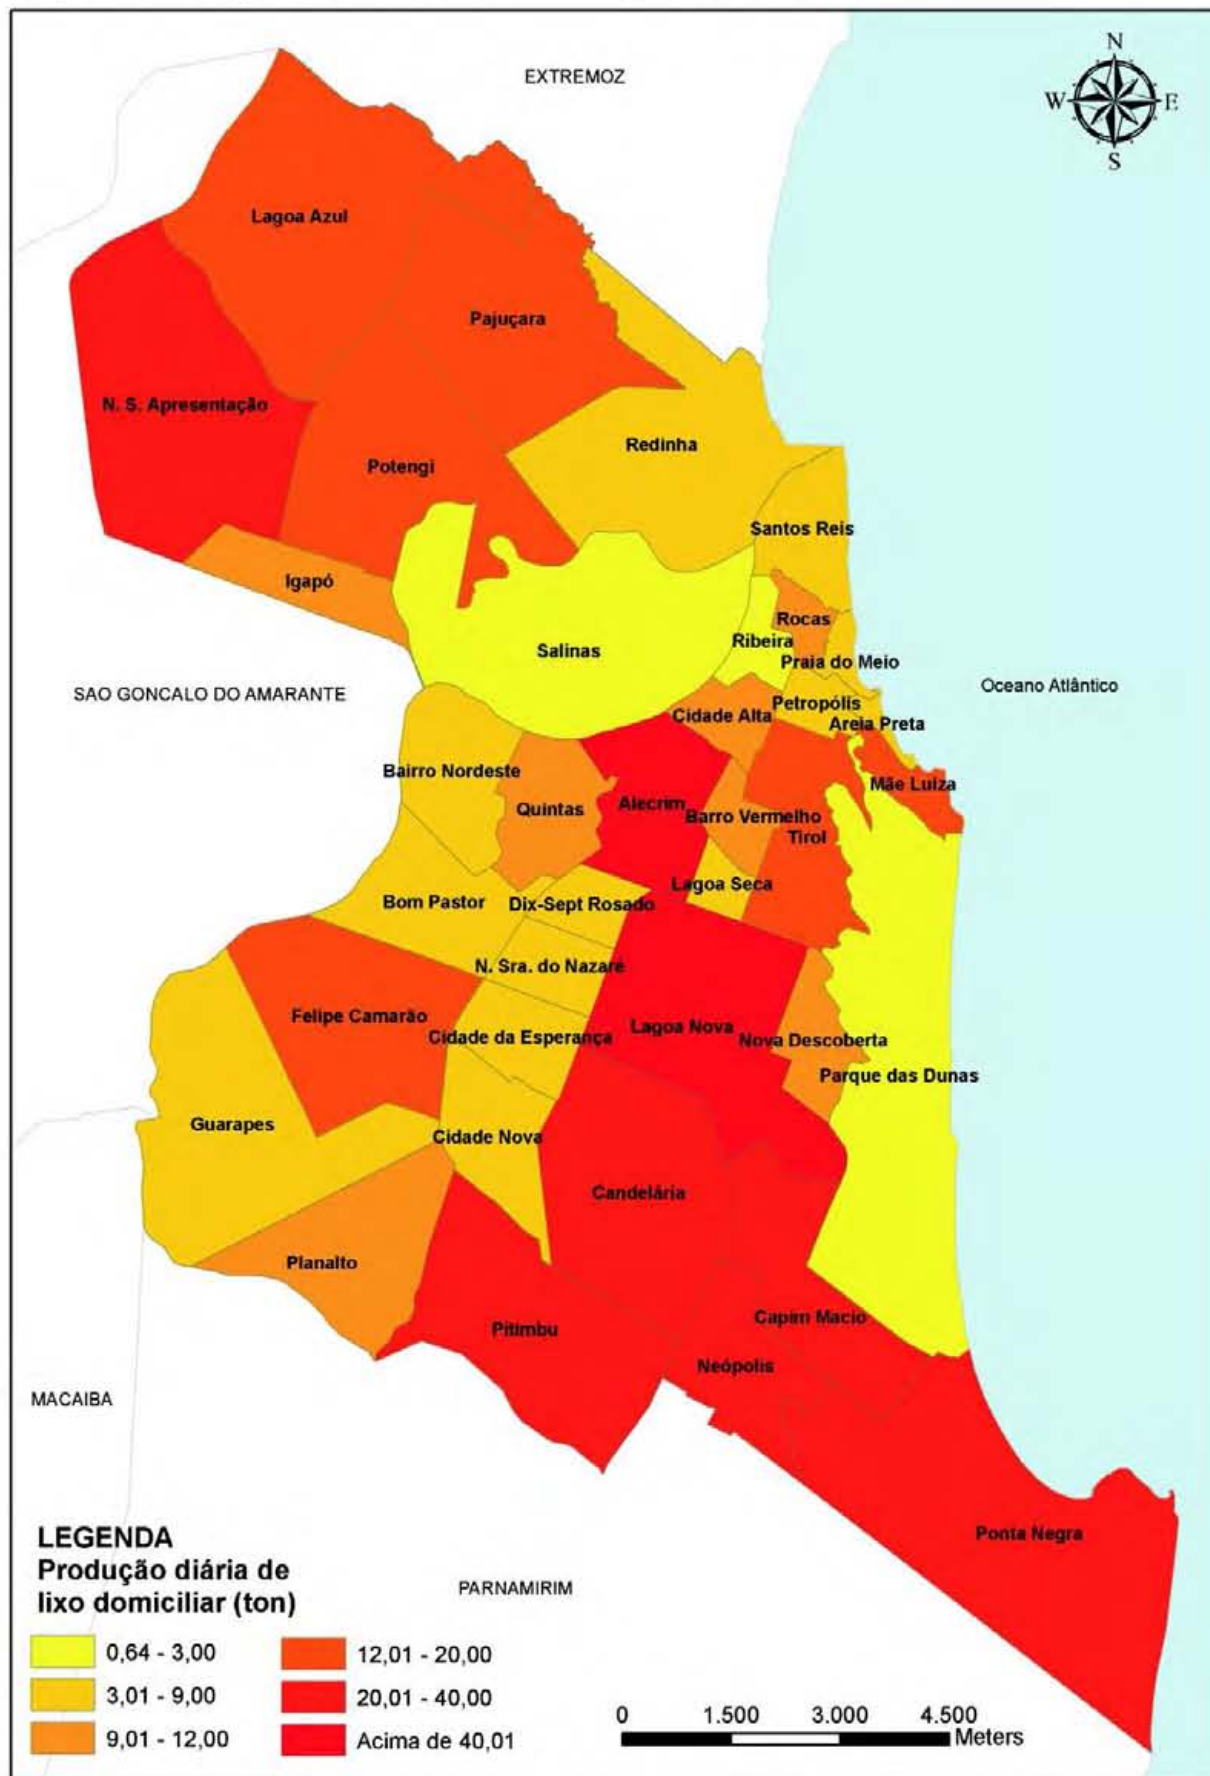 N
EXTREMOZ
W
E
S
Lagoa Azul
Pajuçara
N. S. Apresentação
Redinha
Potengi
Santos Reis
Igapó
Rocas
Ribeira
Salinas
Praia do Meio
SAO GONCALO DO AMARANTE
Oceano Atlântico
Petropólis
Cidade Alta
Areia Preta
Bairro Nordeste
Mãe Luiza
Quintas
Alecrim
Barro Vermelho
Tirol
Lagoa Seca
Bom Pastor
Dix-Sept Rosado
N. Sra. do Nazaré
Felipe Camarão
Lagoa Nova
Cidade da Esperança
Nova Descoberta
Parque das Dunas
Guarapes
Cidade Nova
Candelária
Planalto
Capim Macio
Pitimbu
Neópolis
MACAIBA
Ponta Negra
PARNAMIRIM
LEGENDA
Produção diária de
lixo domiciliar (ton)
0,64 - 3,00
3,01 - 9,00
9,01 - 12,00
12,01 - 20,00
20,01 - 40,00
Acima de 40,01
0 1.500 3.000 4.500
Meters